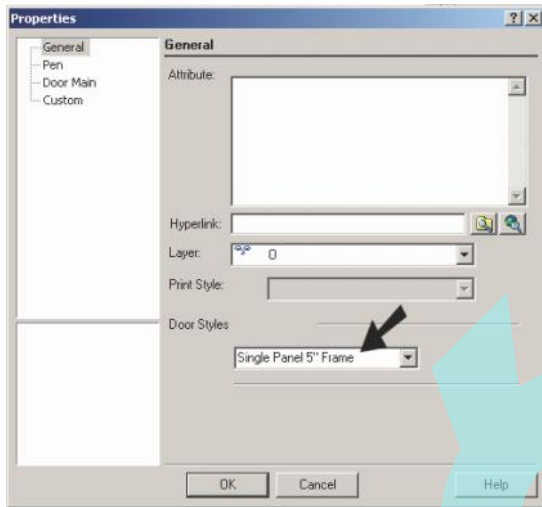 Properties
General
Pen
Door Main
Custom
General
Attribute:
Hyperlink:
Layer: 0
Print Style:
Door Styles
Single Panel 5" Frame
OK Cancel Help